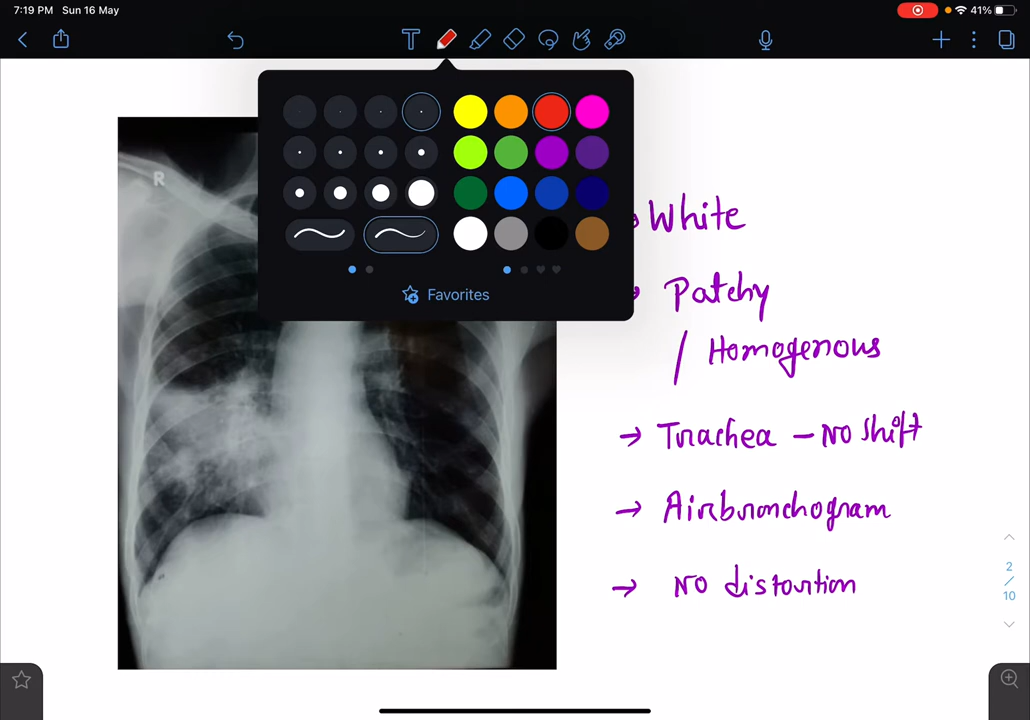 7:19 PM Sun 16 May
41%
T
R
Favorites
→ White
→ Patchy
/ Homogenous
→ Trachea – No shift
→ Airbronchogram
→ No distortion
2
/
10